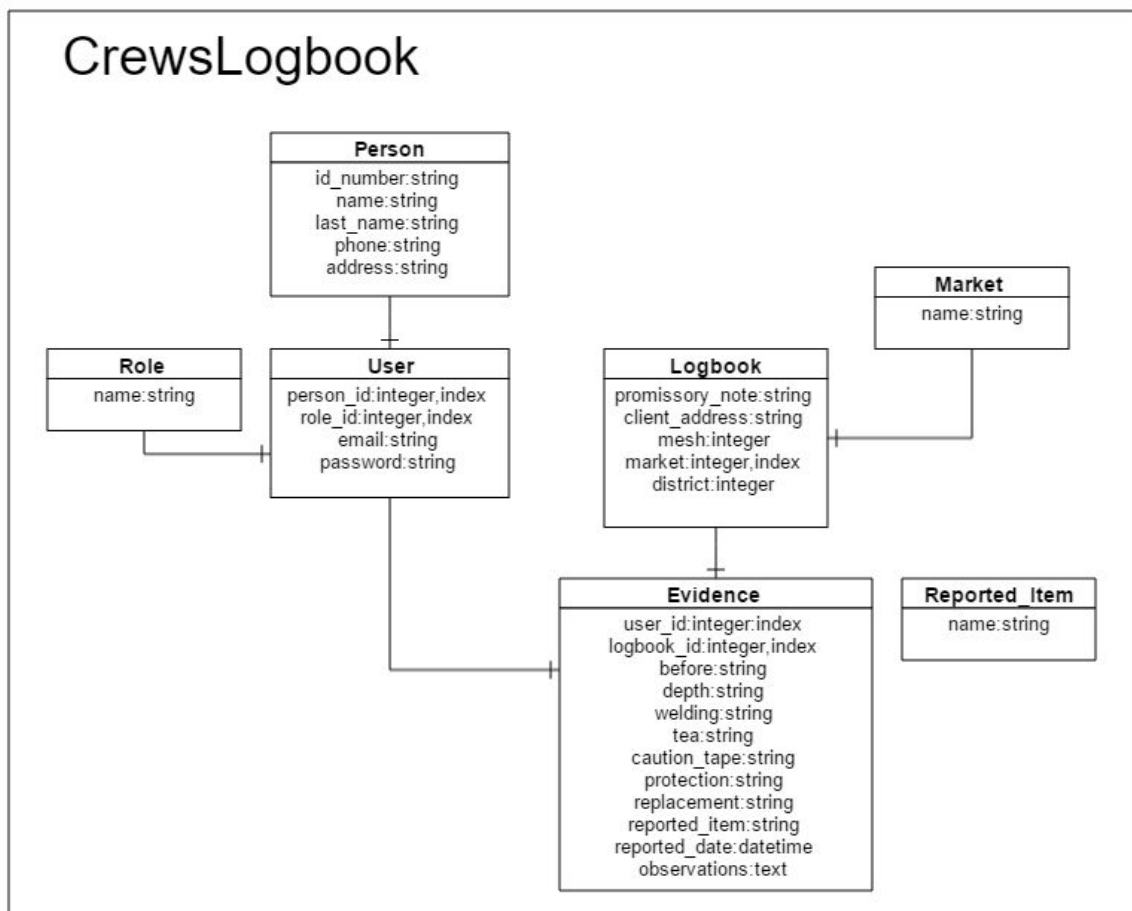 CrewsLogbook
Person
id_number:string
name:string
last_name:string
phone:string
address:string
Market
name:string
Role
name:string
User
person_id:integer,index
role_id:integer,index
email:string
password:string
Logbook
promissory_note:string
client_address:string
mesh:integer
market:integer,index
district:integer
Evidence
user_id:integer:index
logbook_id:integer,index
before:string
depth:string
welding:string
tea:string
caution_tape:string
protection:string
replacement:string
reported_item:string
reported_date:datetime
observations:text
Reported_Item
name:string